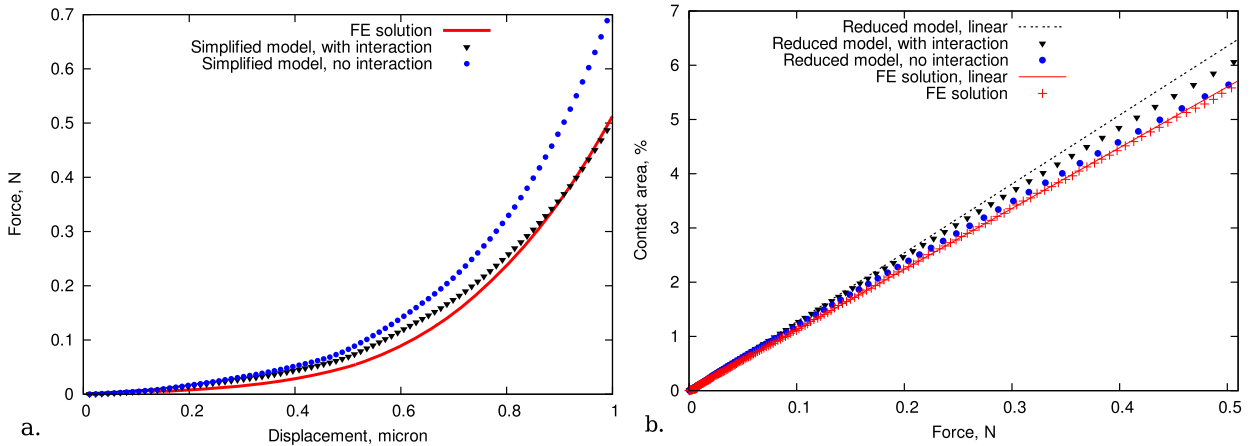 0.7
0.6
0.5
0.4
0.3
0.2
0.1
0
0
0.2
0.4
0.6
0.8
1
Force, N
Displacement, micron
FE solution
Simplified model, with interaction
Simplified model, no interaction
a.
7
6
5
4
3
2
1
0
0
0.1
0.2
0.3
0.4
0.5
Contact area, %
Force, N
Reduced model, linear
Reduced model, with interaction
Reduced model, no interaction
FE solution, linear
FE solution
b.